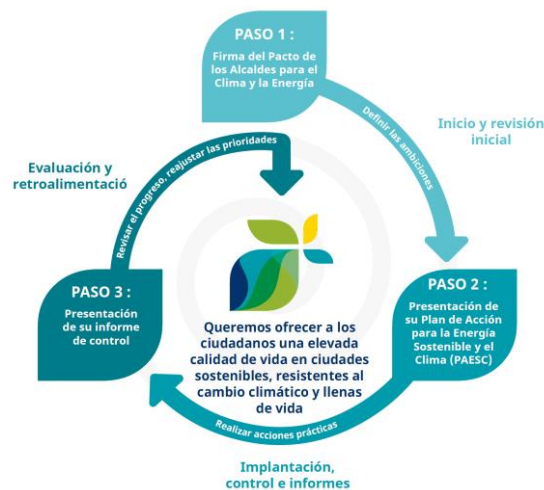 PASO 1 :
Firma del Pacto de
los Alcaldes para el
Clima y la Energía
Definir las ambiciones
Inicio y revisión
inicial
Evaluación y
retroalimentació
Revisar el progreso, reajustar las prioridades
PASO 3 :
Presentación
de su informe
de control
PASO 2 :
Presentación de
su Plan de Acción
para la Energía
Sostenible y el
Clima (PAESC)
Queremos ofrecer a los
ciudadanos una elevada
calidad de vida en ciudades
sostenibles, resistentes al
cambio climático y llenas
de vida
Realizar acciones prácticas
Implantación,
control e informes